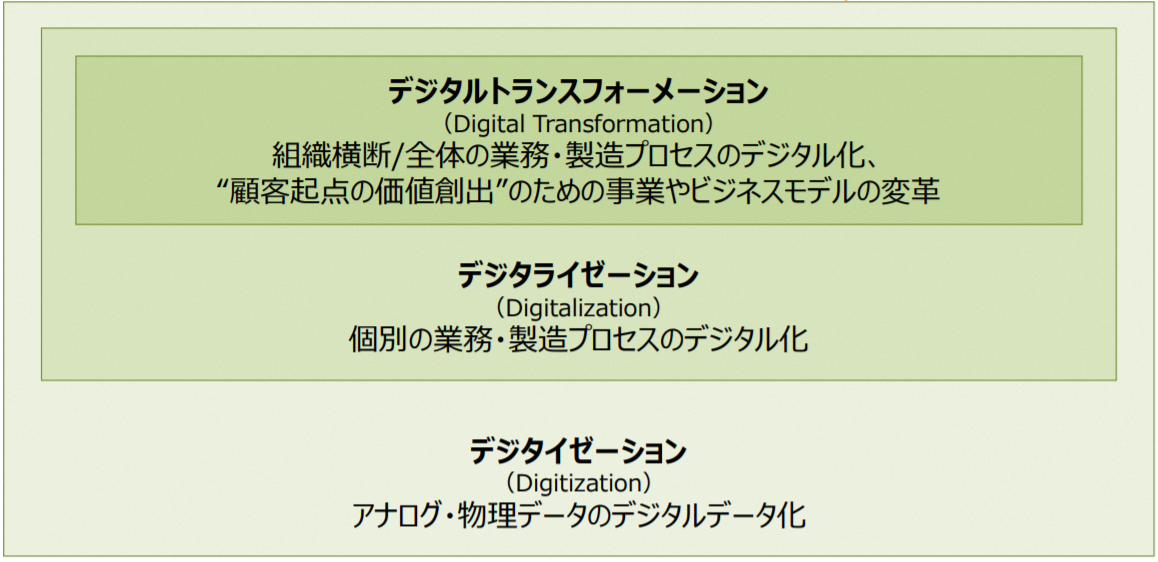 デジタルトランスフォーメーション
（Digital Transformation）
組織横断/全体の業務・製造プロセスのデジタル化、
“顧客起点の価値創出”のための事業やビジネスモデルの変革
デジタライゼーション
（Digitalization）
個別の業務・製造プロセスのデジタル化
デジタイゼーション
（Digitization）
アナログ・物理データのデジタルデータ化